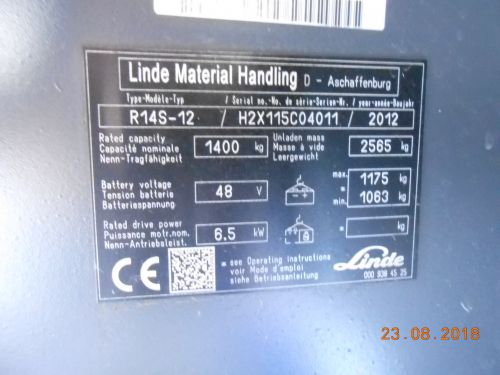 Linde Material Handling D - Aschaffenburg
Type-Modèle-Typ / Serial no.-No. de série-Serien-Nr. / year-année-Baujahr
R14S-12 / H2X115C04011 / 2012
Rated capacity
Capacité nominale
Nenn-Tragfähigkeit
1400 kg
Unladen mass
Masse à vide
Leergewicht
2565 kg
Battery voltage
Tension batterie
Batteriespannung
48 V
max. 1175 kg
min. 1063 kg
Rated drive power
Puissance motr.nom.
Nenn-Antriebsleist.
6.5 kW
* kg
CE
* see Operating instructions
voir Mode d'emploi
siehe Betriebsanleitung
Linde
000 938 45 25
23.08.2018